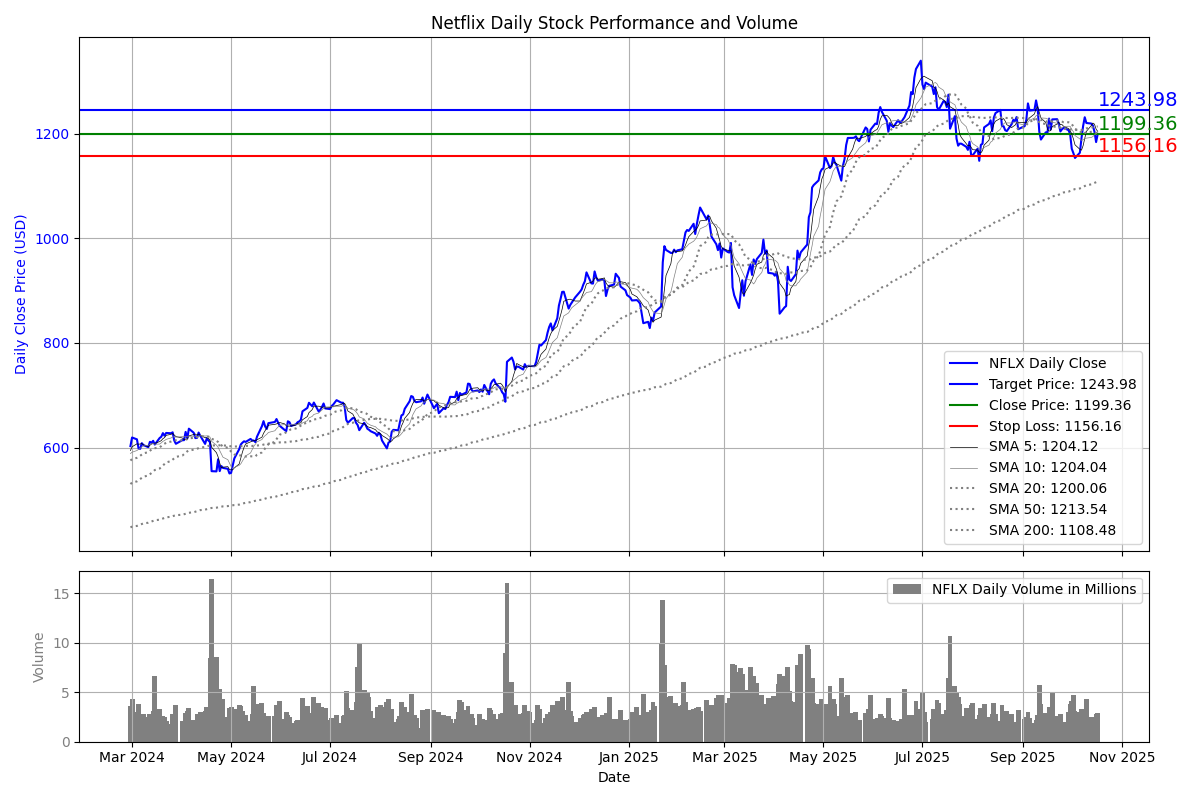 Netflix Daily Stock Performance and Volume
Daily Close Price (USD)
1200
1000
800
600
1243.98
1199.36
1156.16
NFLX Daily Close
Target Price: 1243.98
Close Price: 1199.36
Stop Loss: 1156.16
SMA 5: 1204.12
SMA 10: 1204.04
SMA 20: 1200.06
SMA 50: 1213.54
SMA 200: 1108.48
Volume
15
10
5
0
NFLX Daily Volume in Millions
Mar 2024 May 2024 Jul 2024 Sep 2024 Nov 2024 Jan 2025 Mar 2025 May 2025 Jul 2025 Sep 2025 Nov 2025
Date